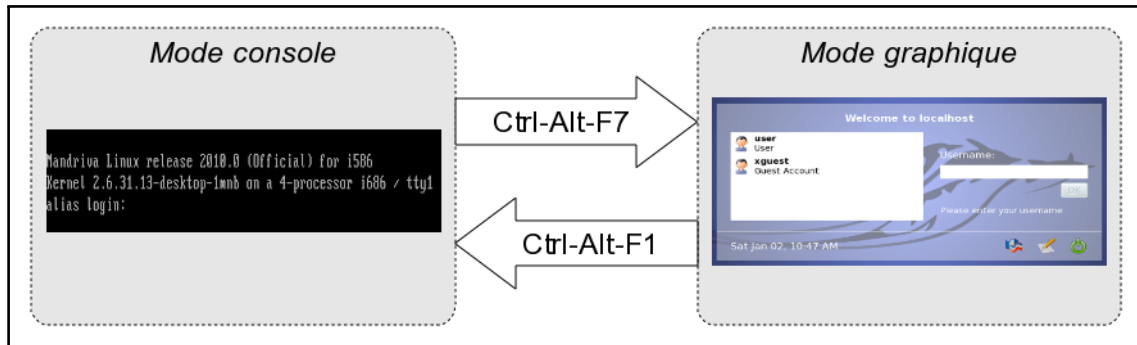 Mode console
Mandriva Linux release 2010.0 (Official) for i586
Kernel 2.6.31.13-desktop-1mnb on a 4-processor i686 / tty1
alias login:
Ctrl-Alt-F7
Ctrl-Alt-F1
Mode graphique
Welcome to localhost
user
User
xguest
Guest Account
Username:
OK
Please enter your username
Sat Jan 02, 10:47 AM